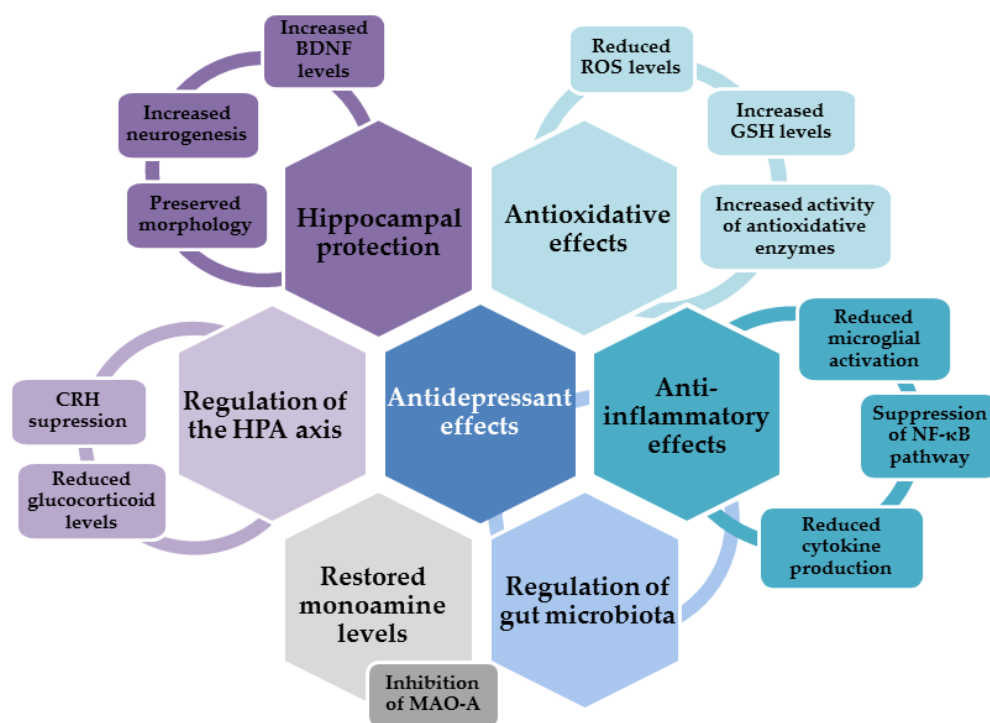 Increased
BDNF
levels
Increased
neurogenesis
Preserved
morphology
Hippocampal
protection
Reduced
ROS levels
Increased
GSH levels
Increased activity
of antioxidative
enzymes
Antioxidative
effects
CRH
supression
Reduced
glucocorticoid
levels
Regulation of
the HPA axis
Antidepressant
effects
Anti-
inflammatory
effects
Reduced
microglial
activation
Suppression
of NF-κB
pathway
Reduced
cytokine
production
Restored
monoamine
levels
Inhibition
of MAO-A
Regulation of
gut microbiota